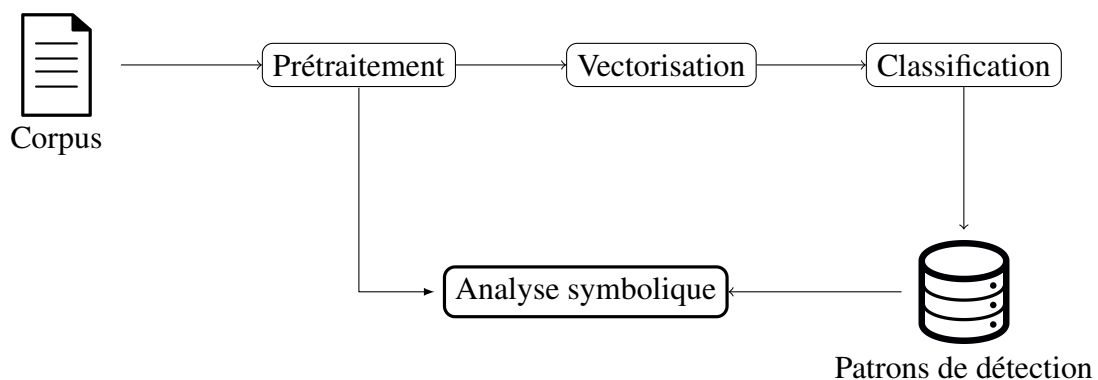 Prétraitement
Vectorisation
Classification
Corpus
Analyse symbolique
Patrons de détection